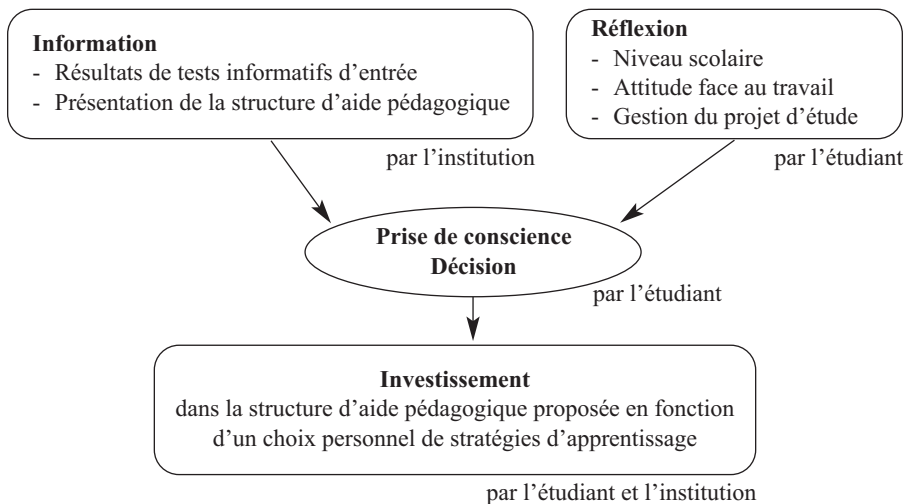 Information
- Résultats de tests informatifs d’entrée
- Présentation de la structure d’aide pédagogique
par l’institution
Réflexion
- Niveau scolaire
- Attitude face au travail
- Gestion du projet d’étude
par l’étudiant
Prise de conscience
Décision
par l’étudiant
Investissement
dans la structure d’aide pédagogique proposée en fonction
d’un choix personnel de stratégies d’apprentissage
par l’étudiant et l’institution